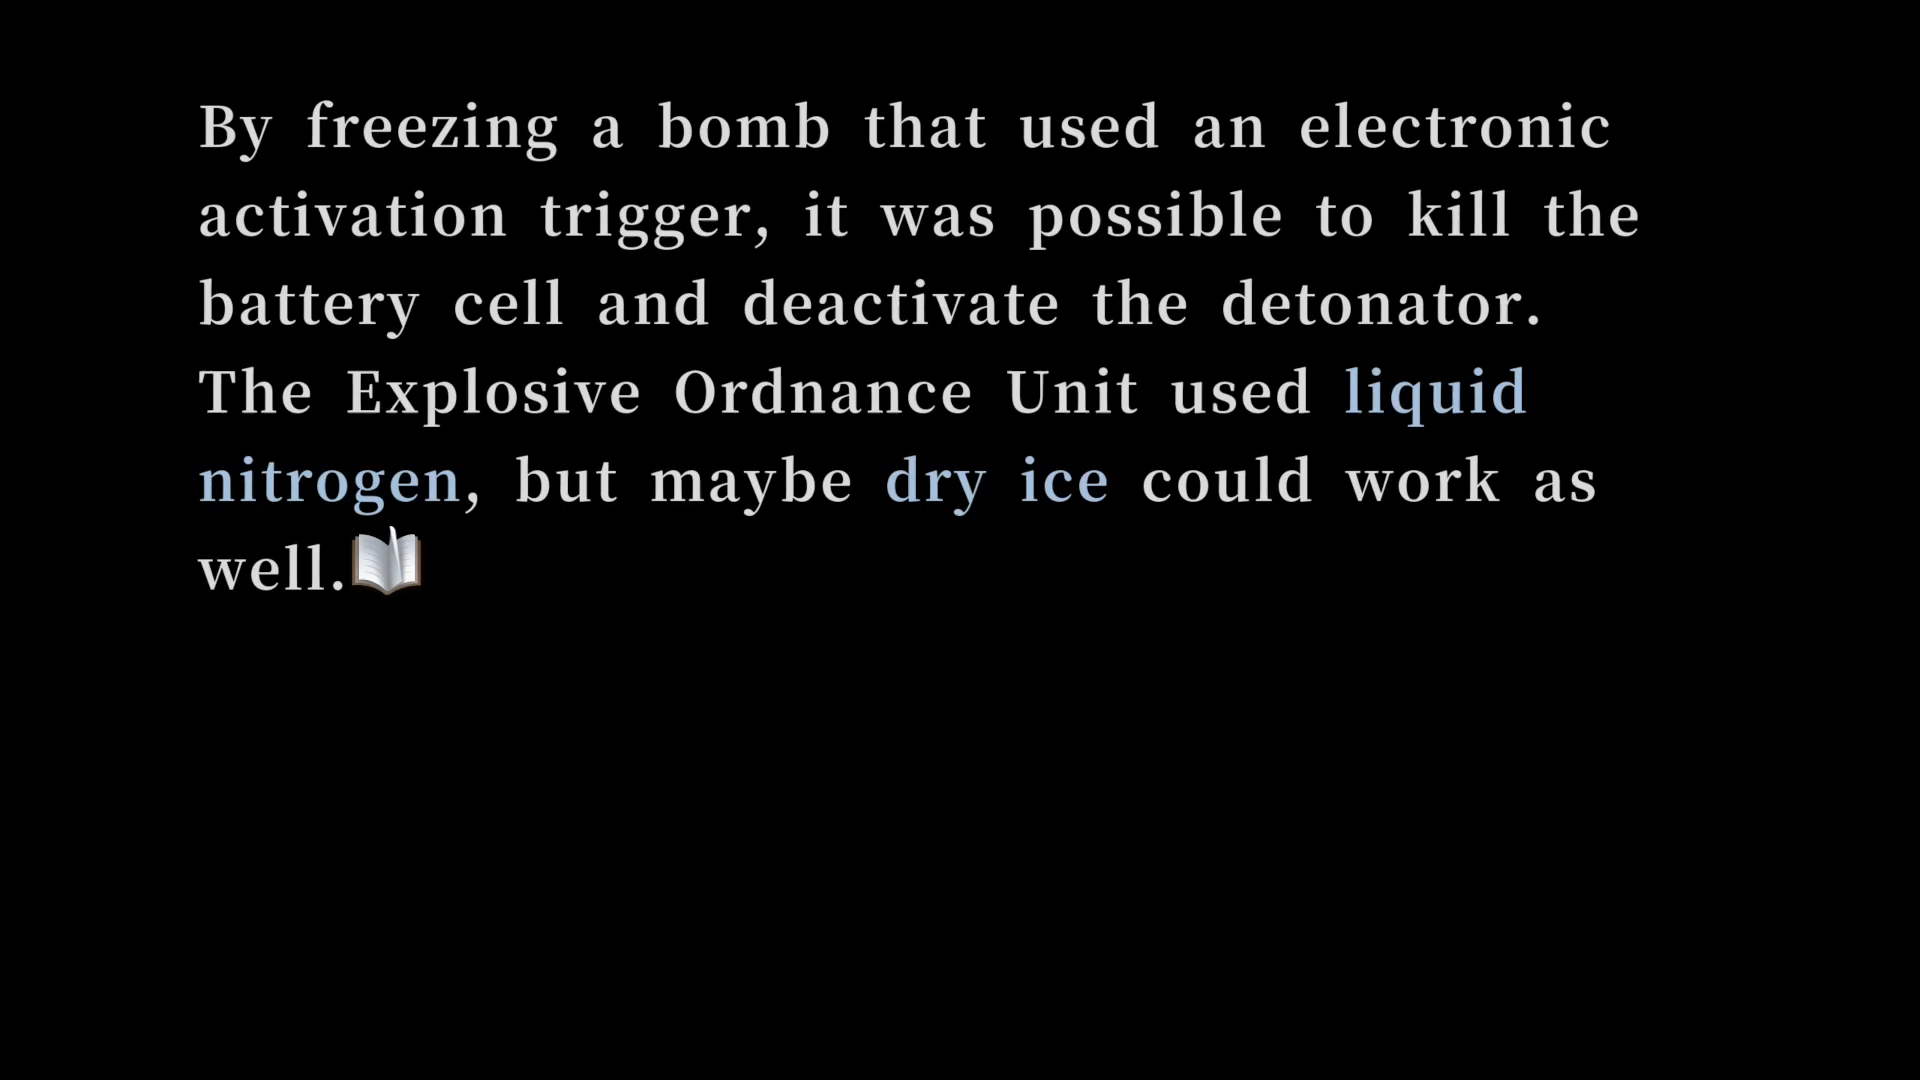 By freezing a bomb that used an electronic
activation trigger, it was possible to kill the
battery cell and deactivate the detonator.
The Explosive Ordnance Unit used liquid
nitrogen, but maybe dry ice could work as
well.